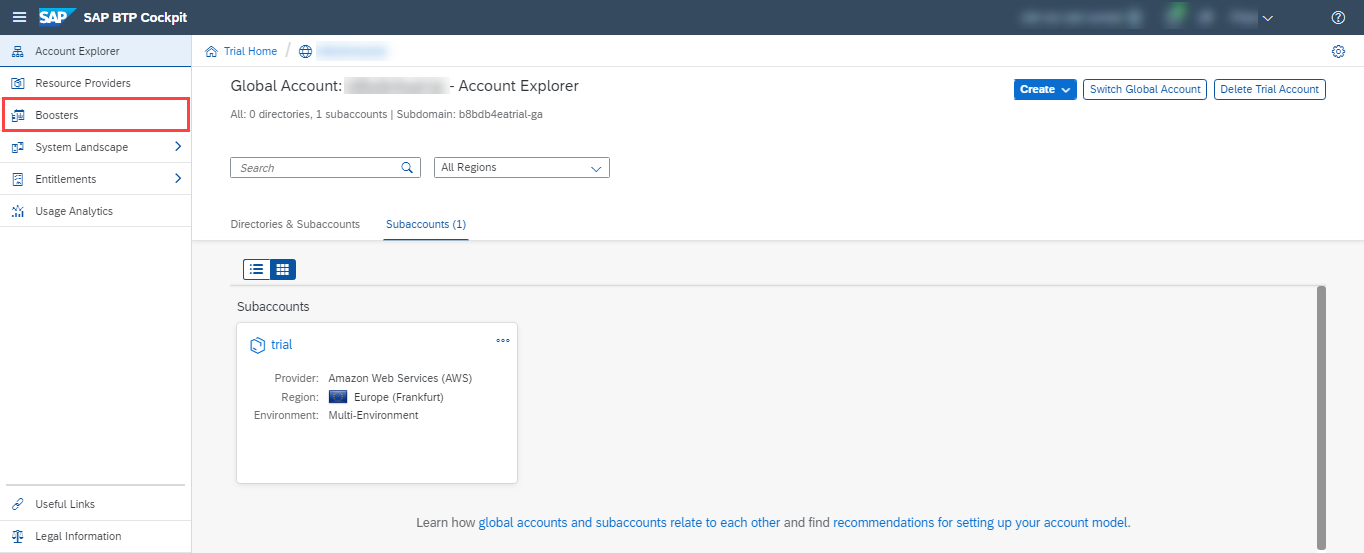 SAP SAP BTP Cockpit
Account Explorer
Resource Providers
Boosters
System Landscape
Entitlements
Usage Analytics
Useful Links
Legal Information
Trial Home /
Global Account: - Account Explorer
Create
Switch Global Account
Delete Trial Account
All: 0 directories, 1 subaccounts | Subdomain: b8bdb4eatrial-ga
Search
All Regions
Directories & Subaccounts
Subaccounts (1)
Subaccounts
trial
Provider: Amazon Web Services (AWS)
Region: Europe (Frankfurt)
Environment: Multi-Environment
Learn how global accounts and subaccounts relate to each other and find recommendations for setting up your account model.